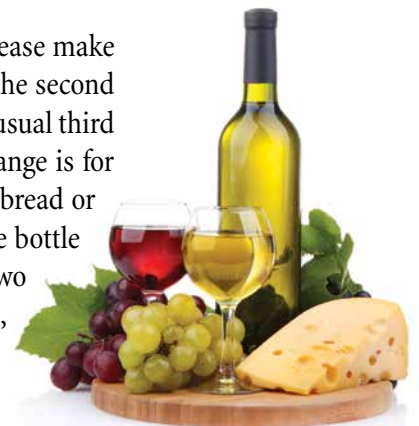 ease make
he second
usual third
ange is for
bread or
e bottle
wo
,